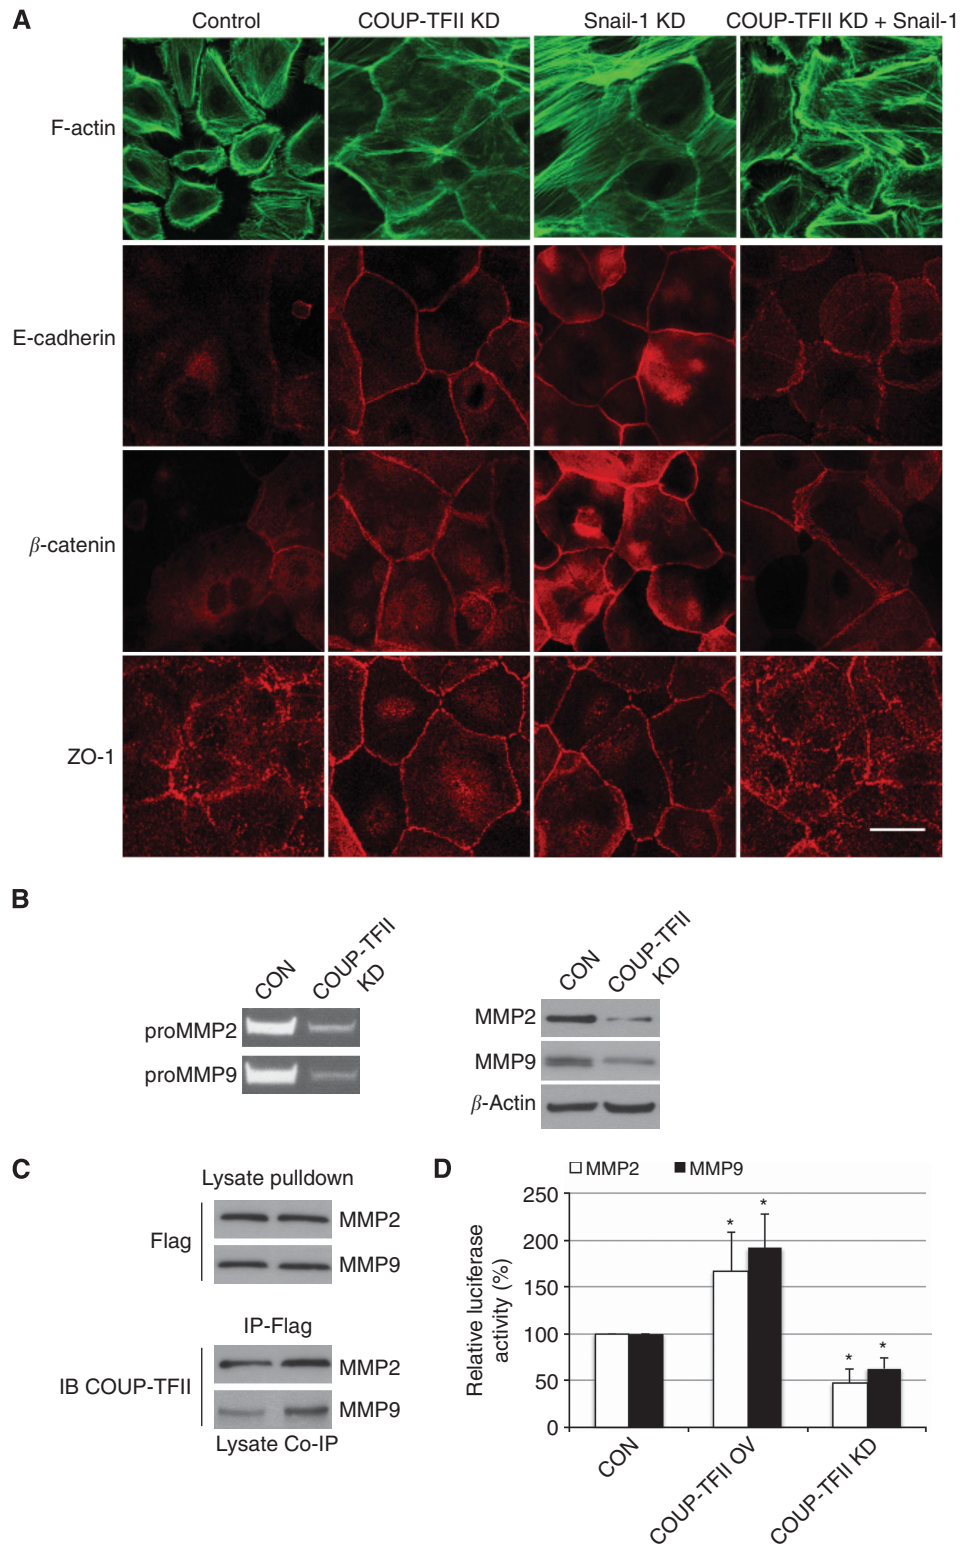 A
Control
COUP-TFII KD
Snail-1 KD
COUP-TFII KD + Snail-1
F-actin
E-cadherin
β-catenin
ZO-1
B
CON
COUP-TFII
KD
proMMP2
proMMP9
CON
COUP-TFII
KD
MMP2
MMP9
β-Actin
C
Lysate pulldown
Flag
MMP2
MMP9
IP-Flag
IB COUP-TFII
MMP2
MMP9
Lysate Co-IP
D
MMP2
MMP9
Relative luciferase
activity (%)
250
200
150
100
50
0
*
*
*
*
CON
COUP-TFII OV
COUP-TFII KD